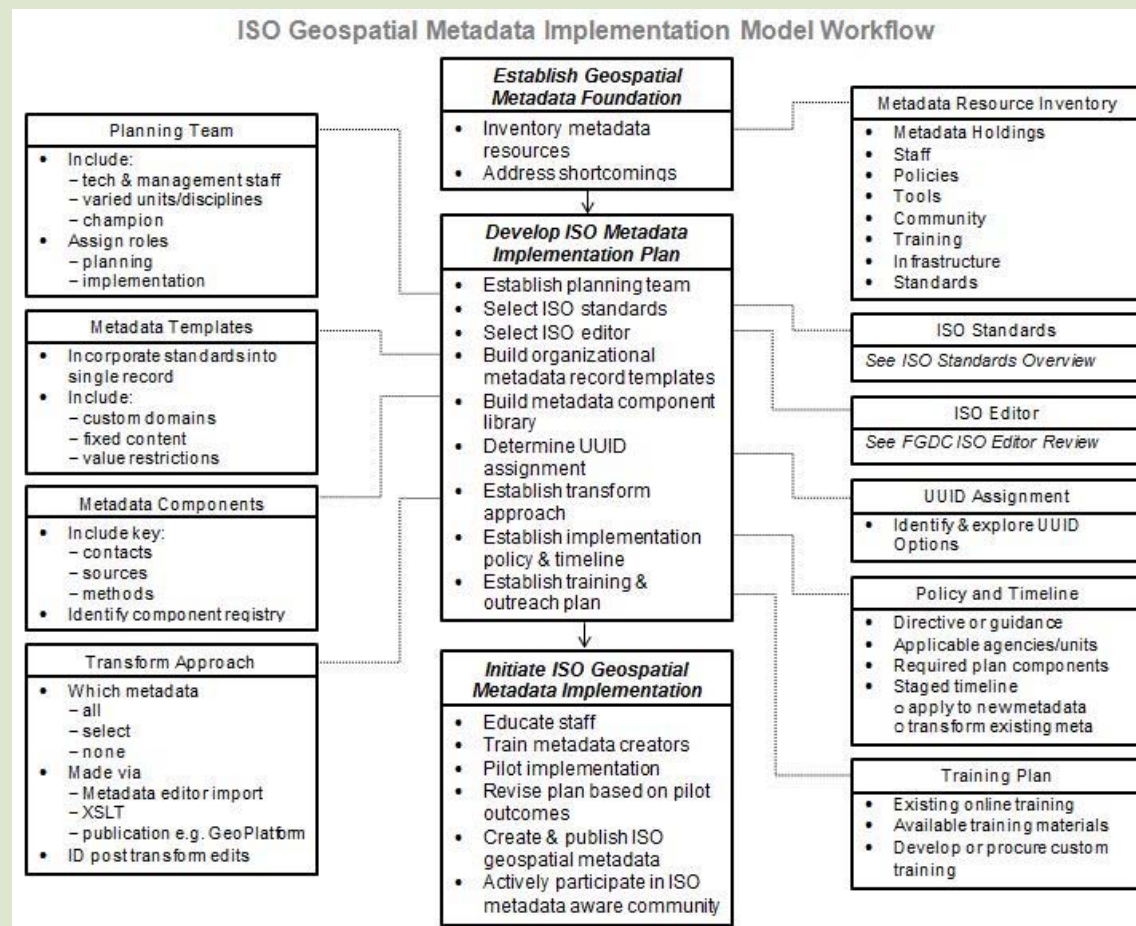 ISO Geospatial Metadata Implementation Model Workflow
Establish Geospatial
Metadata Foundation
• Inventory metadata
resources
• Address shortcomings
Develop ISO Metadata
Implementation Plan
• Establish planning team
• Select ISO standards
• Select ISO editor
• Build organizational
metadata record templates
• Build metadata component
library
• Determine UUID
assignment
• Establish transform
approach
• Establish implementation
policy & timeline
• Establish training &
outreach plan
Initiate ISO Geospatial
Metadata Implementation
• Educate staff
• Train metadata creators
• Pilot implementation
• Revise plan based on pilot
outcomes
• Create & publish ISO
geospatial metadata
• Actively participate in ISO
metadata aware community
Planning Team
• Include:
– tech & management staff
– varied units/disciplines
– champion
• Assign roles
– planning
– implementation
Metadata Templates
• Incorporate standards into
single record
• Include:
– custom domains
– fixed content
– value restrictions
Metadata Components
• Include key:
– contacts
– sources
– methods
• Identify component registry
Transform Approach
• Which metadata
– all
– select
– none
• Made via
– Metadata editor import
– XSLT
– publication e.g. GeoPlatform
• ID post transform edits
Metadata Resource Inventory
• Metadata Holdings
• Staff
• Policies
• Tools
• Community
• Training
• Infrastructure
• Standards
ISO Standards
See ISO Standards Overview
ISO Editor
See FGDC ISO Editor Review
UUID Assignment
• Identify & explore UUID
Options
Policy and Timeline
• Directive or guidance
• Applicable agencies/units
• Required plan components
• Staged timeline
o apply to newmetadata
o transform existing meta
Training Plan
• Existing online training
• Available training materials
• Develop or procure custom
training